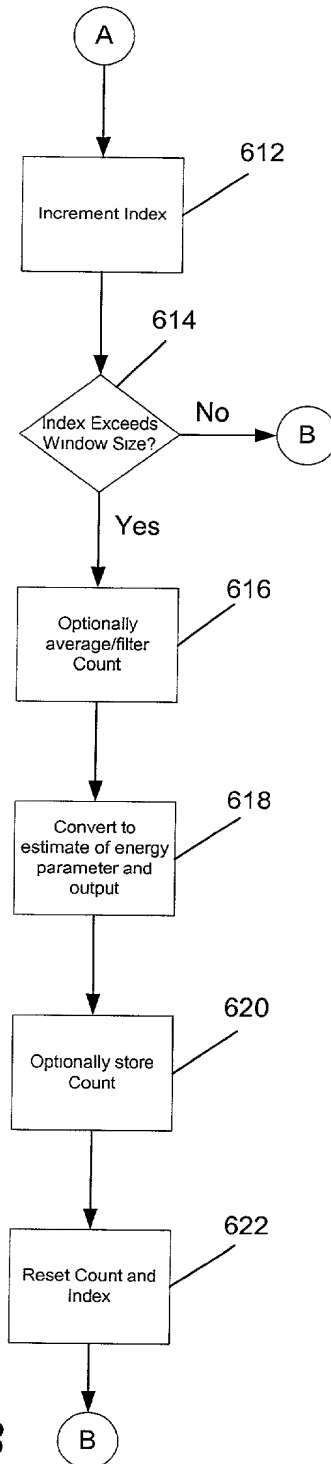 A
612
Increment Index
614
Index Exceeds
Window Size?
No
B
Yes
616
Optionally
average/filter
Count
618
Convert to
estimate of energy
parameter and
output
620
Optionally store
Count
622
Reset Count and
Index
B